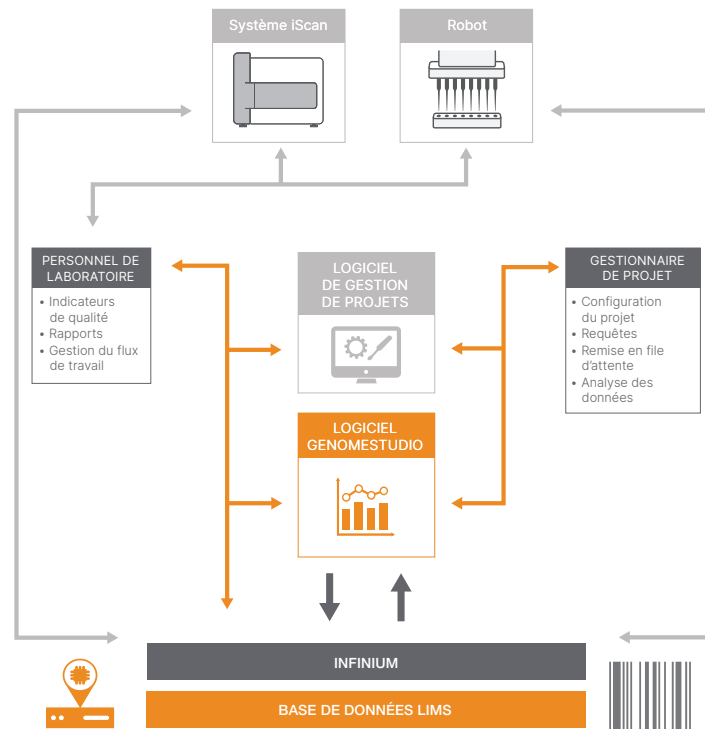 Système iScan
Robot
PERSONNEL DE
LABORATOIRE
• Indicateurs
de qualité
• Rapports
• Gestion du flux
de travail
LOGICIEL
DE GESTION
DE PROJETS
GESTIONNAIRE
DE PROJET
• Configuration
du projet
• Requêtes
• Remise en file
d'attente
• Analyse des
données
LOGICIEL
GENOMESTUDIO
INFINIUM
BASE DE DONNÉES LIMS